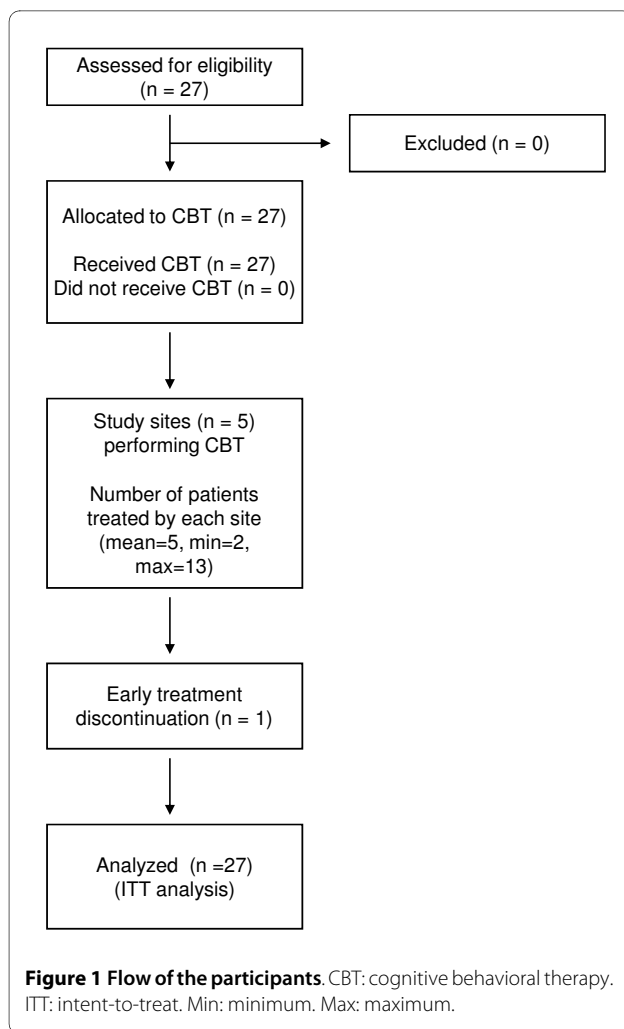 Assessed for eligibility
(n = 27)
Excluded (n = 0)
Allocated to CBT (n = 27)
Received CBT (n = 27)
Did not receive CBT (n = 0)
Study sites (n = 5)
performing CBT
Number of patients
treated by each site
(mean=5, min=2,
max=13)
Early treatment
discontinuation (n = 1)
Analyzed (n =27)
(ITT analysis)
Figure 1 Flow of the participants. CBT: cognitive behavioral therapy.
ITT: intent-to-treat. Min: minimum. Max: maximum.